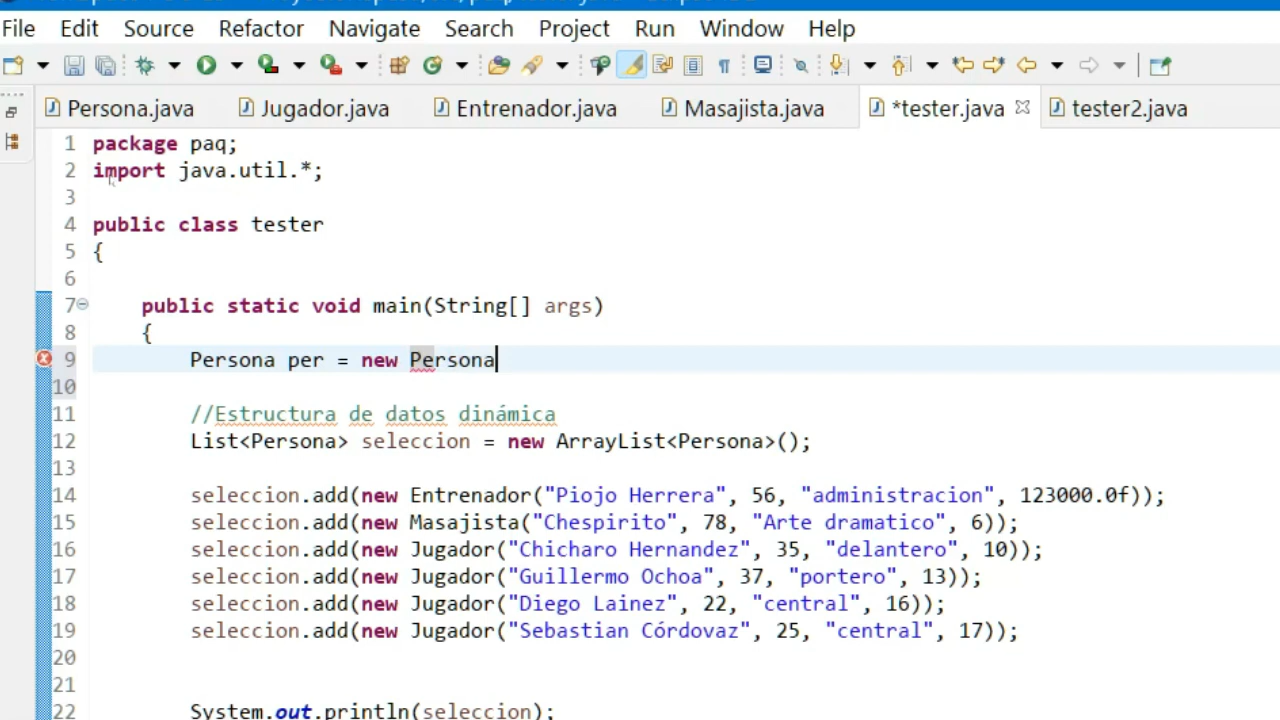 File Edit Source Refactor Navigate Search Project Run Window Help
Persona.java Jugador.java Entrenador.java Masajista.java *tester.java tester2.java
1 package paq;
2 import java.util.*;
3
4 public class tester
5 {
6
7 public static void main(String[] args)
8 {
9 Persona per = new Persona
10
11 //Estructura de datos dinámica
12 List<Persona> seleccion = new ArrayList<Persona>();
13
14 seleccion.add(new Entrenador("Piojo Herrera", 56, "administracion", 123000.0f));
15 seleccion.add(new Masajista("Chespirito", 78, "Arte dramatico", 6));
16 seleccion.add(new Jugador("Chicharo Hernandez", 35, "delantero", 10));
17 seleccion.add(new Jugador("Guillermo Ochoa", 37, "portero", 13));
18 seleccion.add(new Jugador("Diego Lainez", 22, "central", 16));
19 seleccion.add(new Jugador("Sebastian Córdovaz", 25, "central", 17));
20
21
22 System.out.println(seleccion);